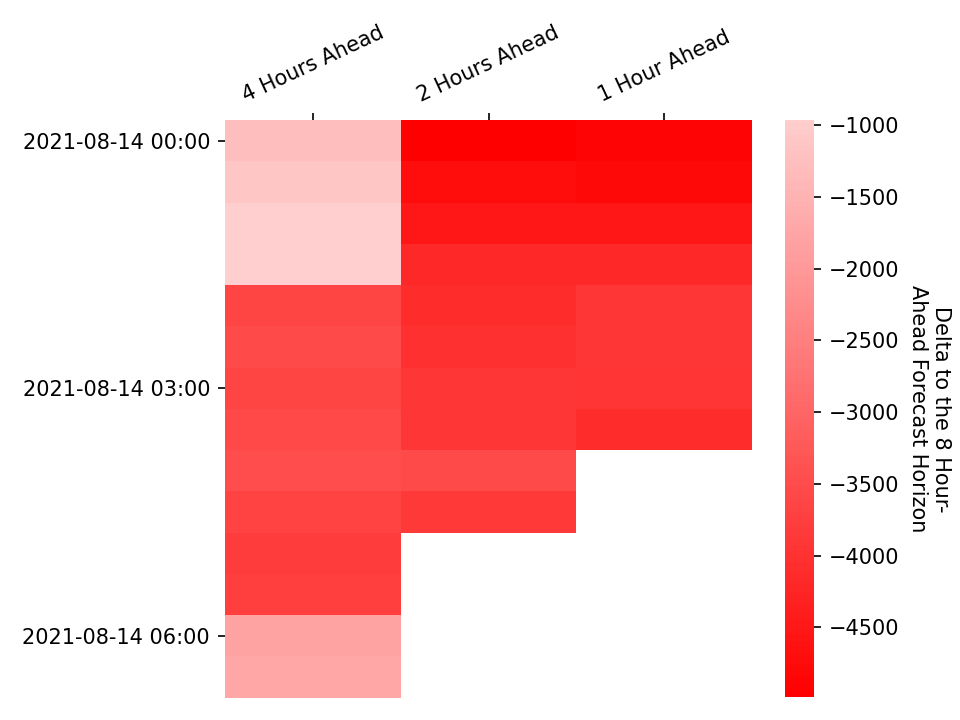 4 Hours Ahead
2 Hours Ahead
1 Hour Ahead
2021-08-14 00:00
2021-08-14 03:00
2021-08-14 06:00
−1000
−1500
−2000
−2500
−3000
−3500
−4000
−4500
Delta to the 8 Hour-
Ahead Forecast Horizon